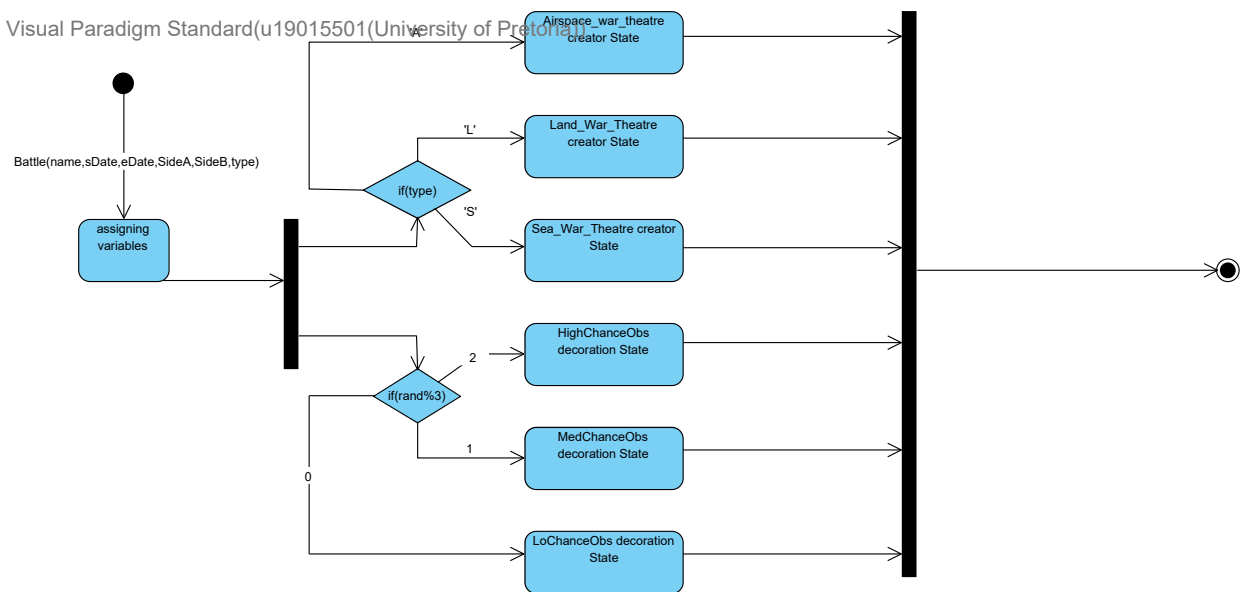 Visual Paradigm Standard(u19015501(University of Pretoria))
'A'
Airspace_war_theatre
creator State
Battle(name,sDate,eDate,SideA,SideB,type)
'L'
Land_War_Theatre
creator State
if(type)
'S'
assigning
variables
Sea_War_Theatre creator
State
HighChanceObs
decoration State
2
if(rand%3)
MedChanceObs
decoration State
1
0
LoChanceObs decoration
State